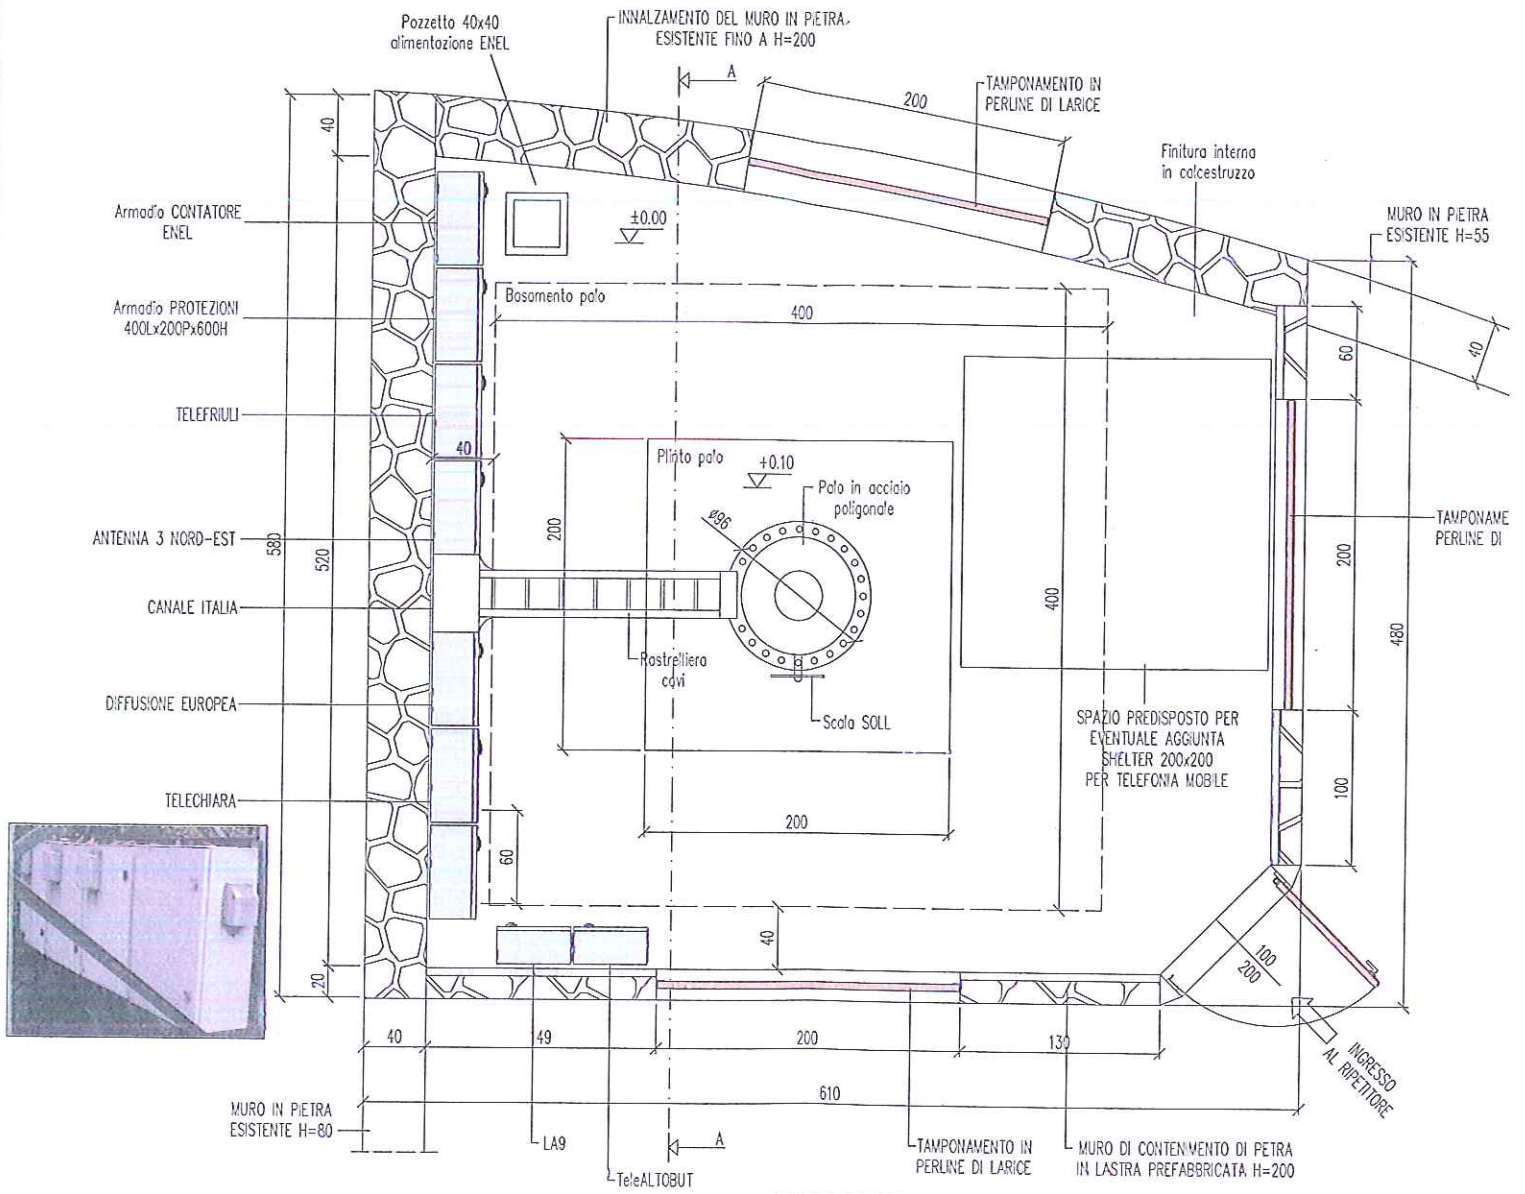 Pozzetto 40x40
alimentazione ENEL
INNALZAMENTO DEL MURO IN PIETRA
ESISTENTE FINO A H=200
A
200
TAMPONAMENTO IN
PERLINE DI LARICE
Finitura interna
in calcestruzzo
MURO IN PIETRA
ESISTENTE H=55
40
Armadio CONTATORE
ENEL
±0.00
Armadio PROTEZIONI
400Lx200Px600H
Basamento palo
400
60
40
TELEFRIULI
40
Plinto palo
+0.10
Palo in acciaio
poligonale
ø96
200
TAMPONAME
PERLINE DI
200
ANTENNA 3 NORD-EST
580
520
CANALE ITALIA
400
480
Rastrelliera
cavi
DIFFUSIONE EUROPEA
Scala SOLL
SPAZIO PREDISPOSTO PER
EVENTUALE AGGIUNTA
SHELTER 200x200
PER TELEFONIA MOBILE
TELECHIARA
100
200
60
40
100
200
20
40
49
200
130
INGRESSO
AL RIPETITORE
610
MURO IN PIETRA
ESISTENTE H=80
LA9
A
TeleALTOBUT
TAMPONAMENTO IN
PERLINE DI LARICE
MURO DI CONTENIMENTO DI PETRA
IN LASTRA PREFABBRICATA H=200